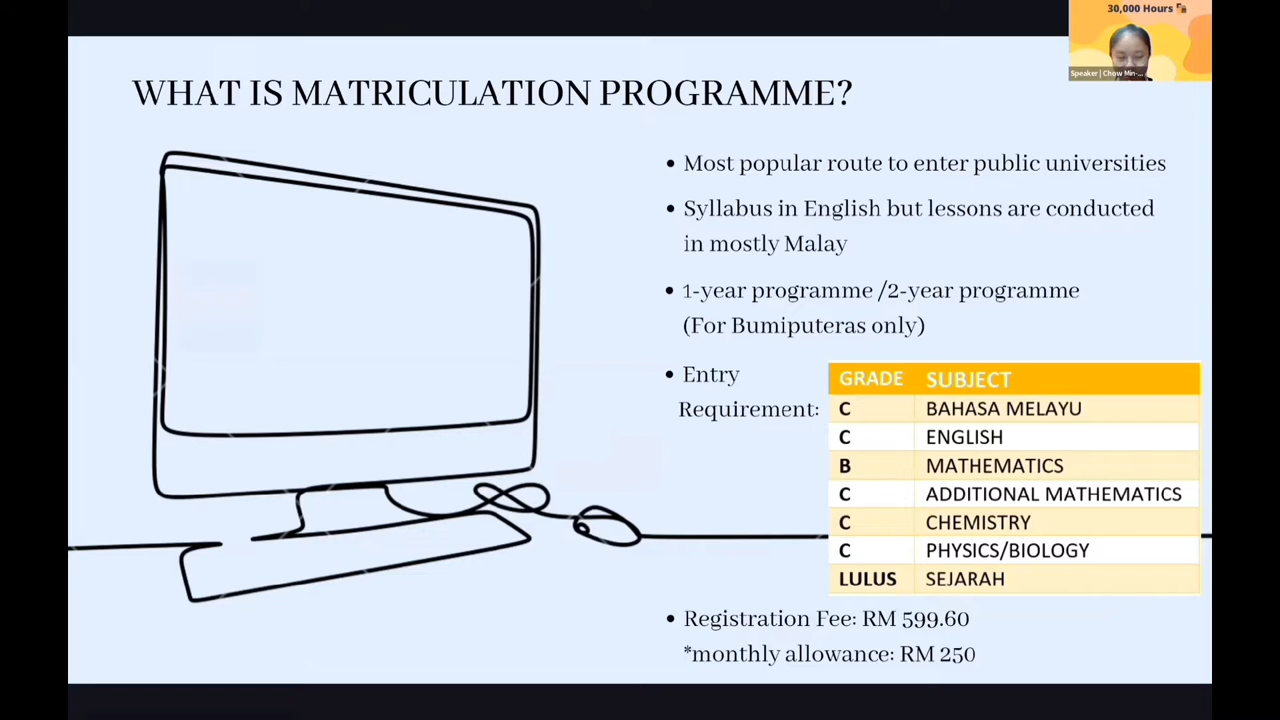 30,000 Hours
Speaker | Chow Min-...
WHAT IS MATRICULATION PROGRAMME?
• Most popular route to enter public universities
• Syllabus in English but lessons are conducted
in mostly Malay
• 1-year programme /2-year programme
(For Bumiputeras only)
• Entry
Requirement:
GRADE SUBJECT
C BAHASA MELAYU
C ENGLISH
B MATHEMATICS
C ADDITIONAL MATHEMATICS
C CHEMISTRY
C PHYSICS/BIOLOGY
LULUS SEJARAH
• Registration Fee: RM 599.60
*monthly allowance: RM 250